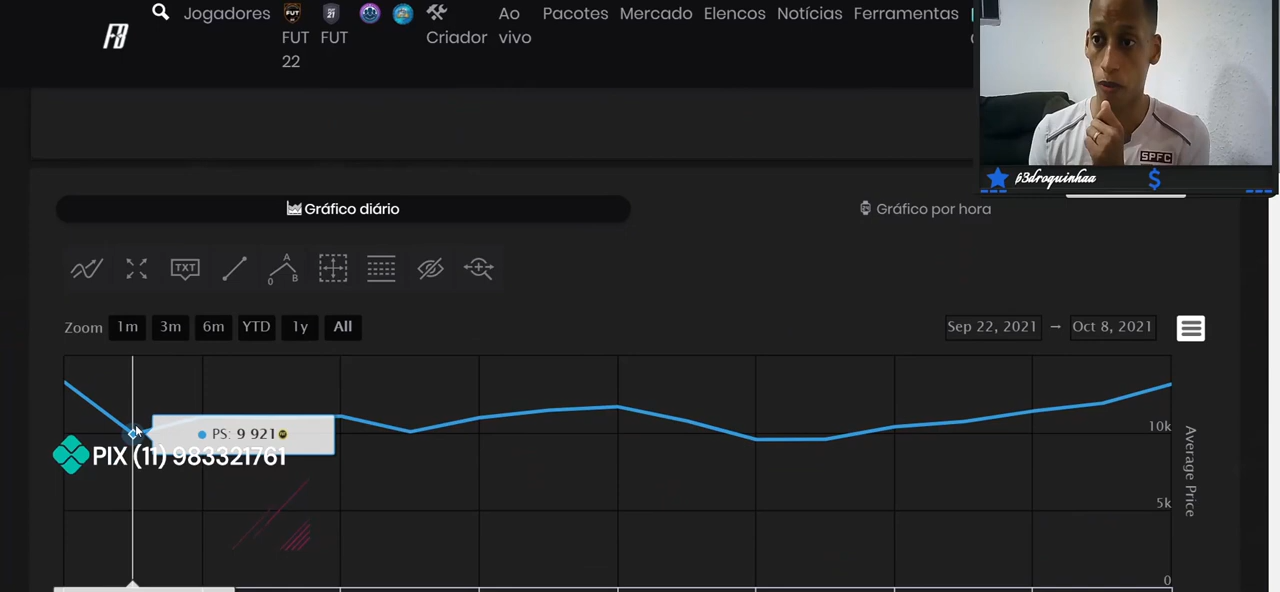 Jogadores
FUT 22
FUT
Criador
Ao vivo
Pacotes
Mercado
Elencos
Notícias
Ferramentas
SPFC
Gráfico diário
Gráfico por hora
TXT
A
0 B
Zoom 1m 3m 6m YTD 1y All
Sep 22, 2021 → Oct 8, 2021
PS: 9 921
10k
PIX (11) 983321761
Average Price
5k
0